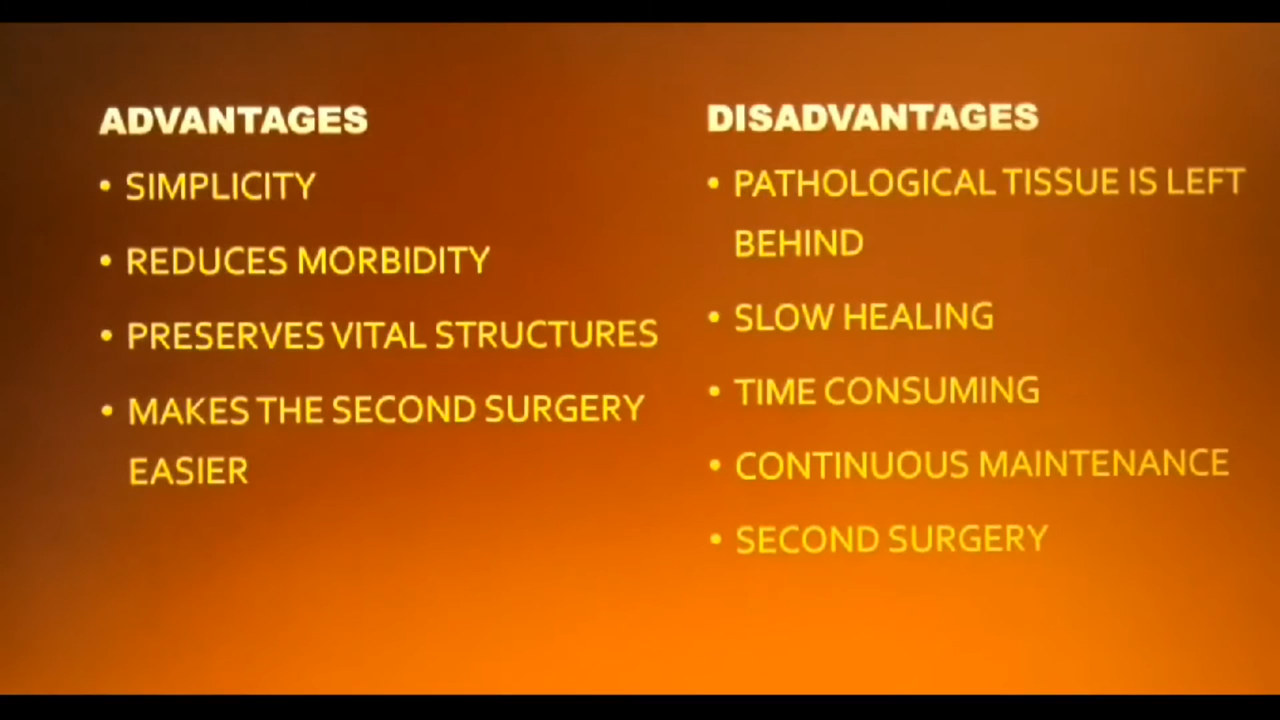 ADVANTAGES
• SIMPLICITY
• REDUCES MORBIDITY
• PRESERVES VITAL STRUCTURES
• MAKES THE SECOND SURGERY
EASIER
DISADVANTAGES
• PATHOLOGICAL TISSUE IS LEFT
BEHIND
• SLOW HEALING
• TIME CONSUMING
• CONTINUOUS MAINTENANCE
• SECOND SURGERY